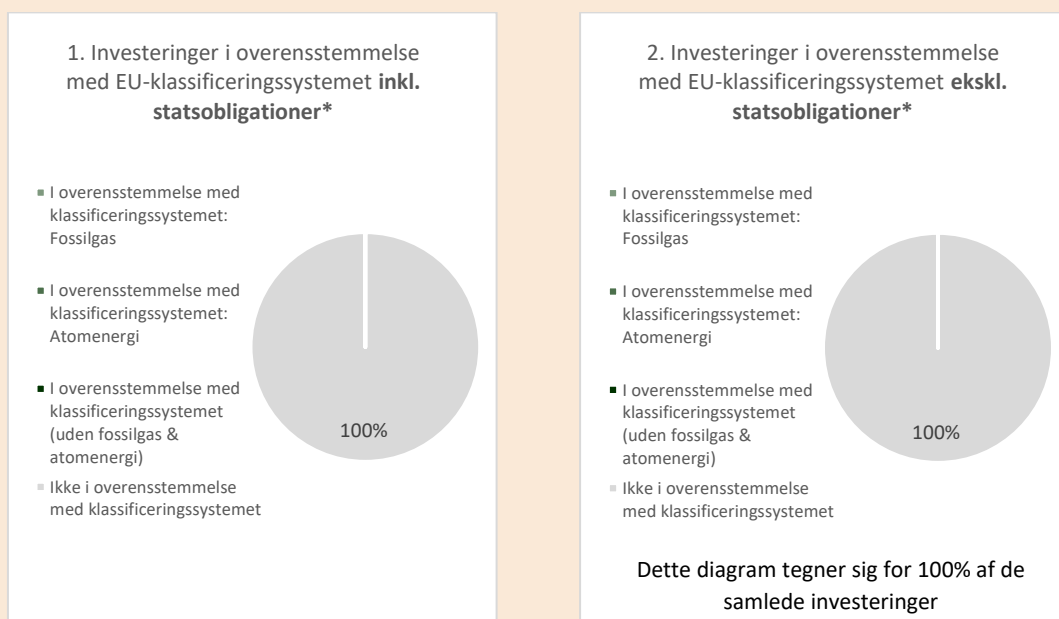 1. Investeringer i overensstemmelse
med EU-klassificeringssystemet inkl.
statsobligationer*
I overensstemmelse med
klassificeringssystemet:
Fossilgas
I overensstemmelse med
klassificeringssystemet:
Atomenergi
I overensstemmelse med
klassificeringssystemet
(uden fossilgas &
atomenergi)
Ikke i overensstemmelse
med klassificeringssystemet
100%
2. Investeringer i overensstemmelse
med EU-klassificeringssystemet ekskl.
statsobligationer*
I overensstemmelse med
klassificeringssystemet:
Fossilgas
I overensstemmelse med
klassificeringssystemet:
Atomenergi
I overensstemmelse med
klassificeringssystemet
(uden fossilgas &
atomenergi)
Ikke i overensstemmelse
med klassificeringssystemet
100%
Dette diagram tegner sig for 100% af de
samlede investeringer